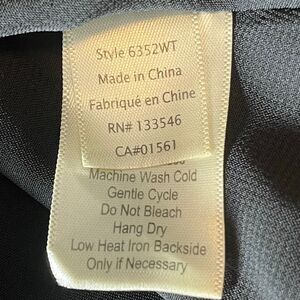 Style 6352WT
Made in China
Fabriqué en Chine
RN# 133546
CA#01561
Machine Wash Cold
Gentle Cycle
Do Not Bleach
Hang Dry
Low Heat Iron Backside
Only if Necessary